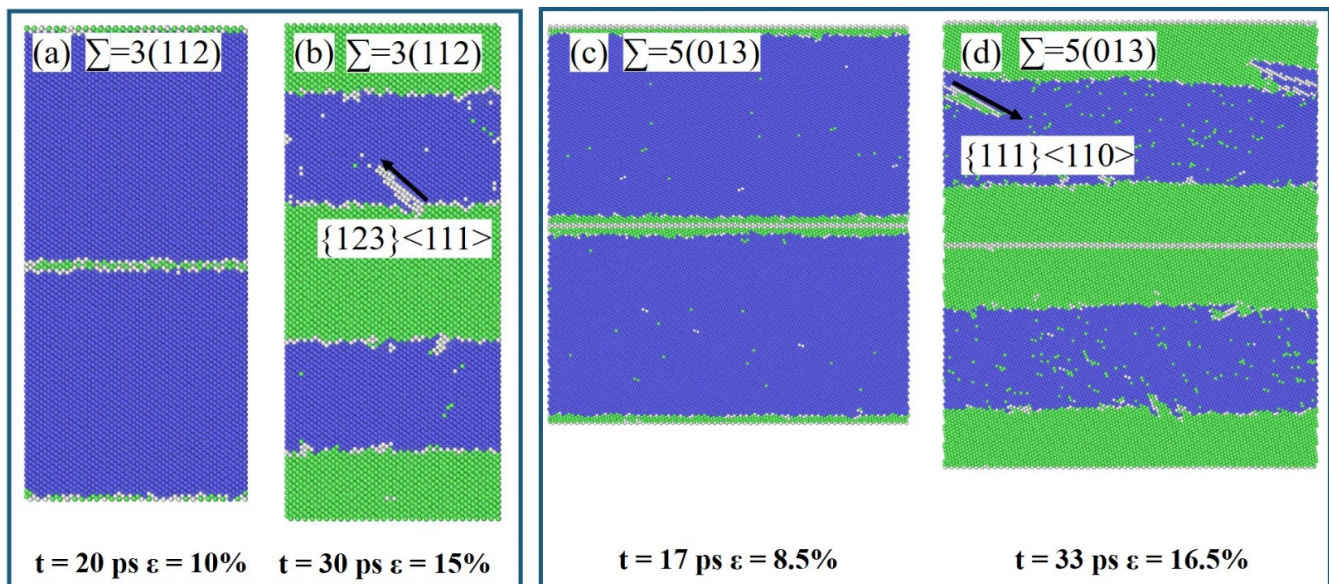 (a) ∑=3(112)
(b) ∑=3(112)
{123}<111>
t = 20 ps ε = 10%
t = 30 ps ε = 15%
(c) ∑=5(013)
(d) ∑=5(013)
{111}<110>
t = 17 ps ε = 8.5%
t = 33 ps ε = 16.5%